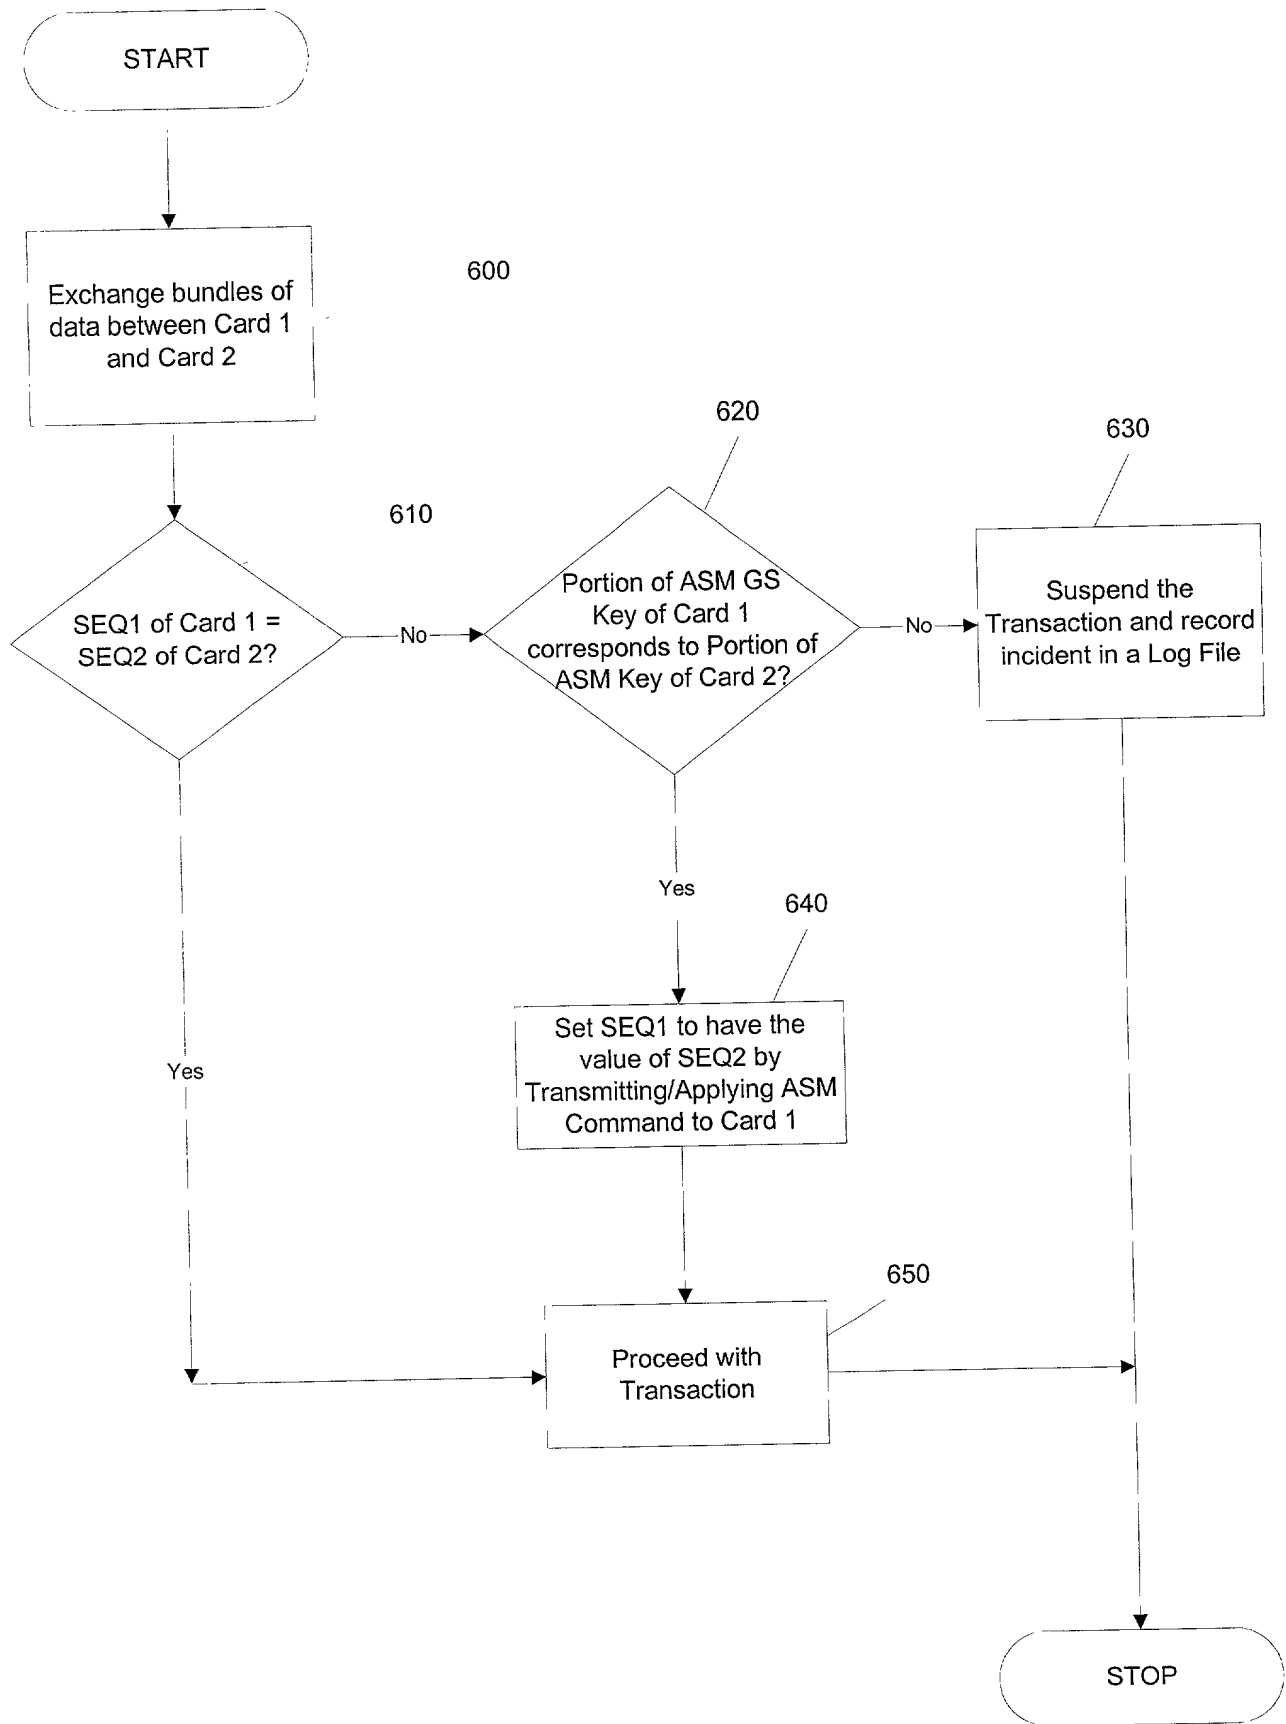 START
600
Exchange bundles of
data between Card 1
and Card 2
620
630
610
SEQ1 of Card 1 =
SEQ2 of Card 2?
No
Portion of ASM GS
Key of Card 1
corresponds to Portion of
ASM Key of Card 2?
No
Suspend the
Transaction and record
incident in a Log File
Yes
640
Set SEQ1 to have the
value of SEQ2 by
Transmitting/Applying ASM
Command to Card 1
Yes
650
Proceed with
Transaction
STOP